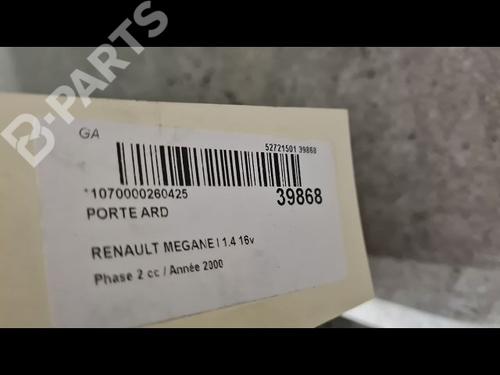 B-PARTS
GA
52721501 39868
*1070000260425
39868
PORTE ARD
RENAULT MEGANE I 1.4 16v
Phase 2 cc / Année 2000